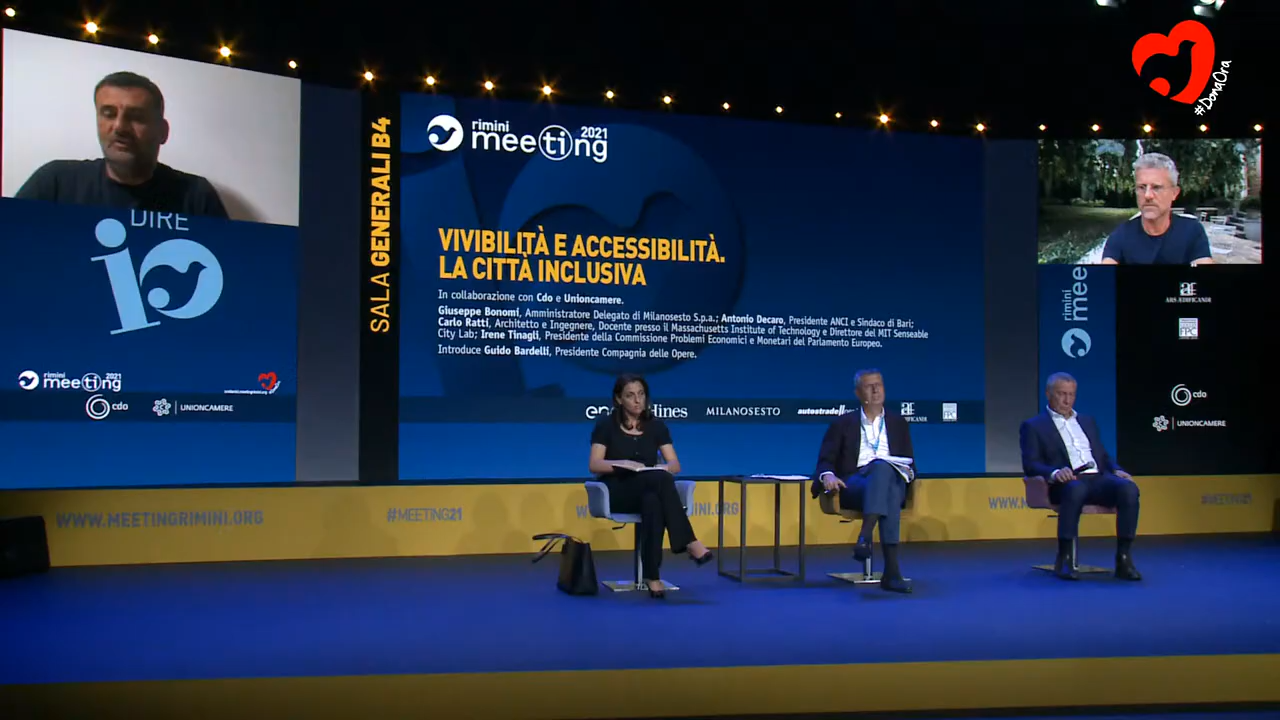 #DonaOra
DIRE
io
rimini
meeting
2021
cdo
UNIONCAMERE
SALA GENERALI B4
rimini 2021
meeting
VIVIBILITÀ E ACCESSIBILITÀ.
LA CITTÀ INCLUSIVA
In collaborazione con Cdo e Unioncamere.
Giuseppe Bonomi, Amministratore Delegato di Milanosesto S.p.a.; Antonio Decaro, Presidente ANCI e Sindaco di Bari;
Carlo Ratti, Architetto e Ingegnere, Docente presso il Massachusetts Institute of Technology e Direttore del MIT Senseable
City Lab; Irene Tinagli, Presidente della Commissione Problemi Economici e Monetari del Parlamento Europeo.
Introduce Guido Bardelli, Presidente Compagnia delle Opere.
MILANOSESTO
rimini
mee
ARS ÆDIFICANDI
cdo
UNIONCAMERE
WWW.MEETINGRIMINI.ORG
#MEETING21
#MEETING21